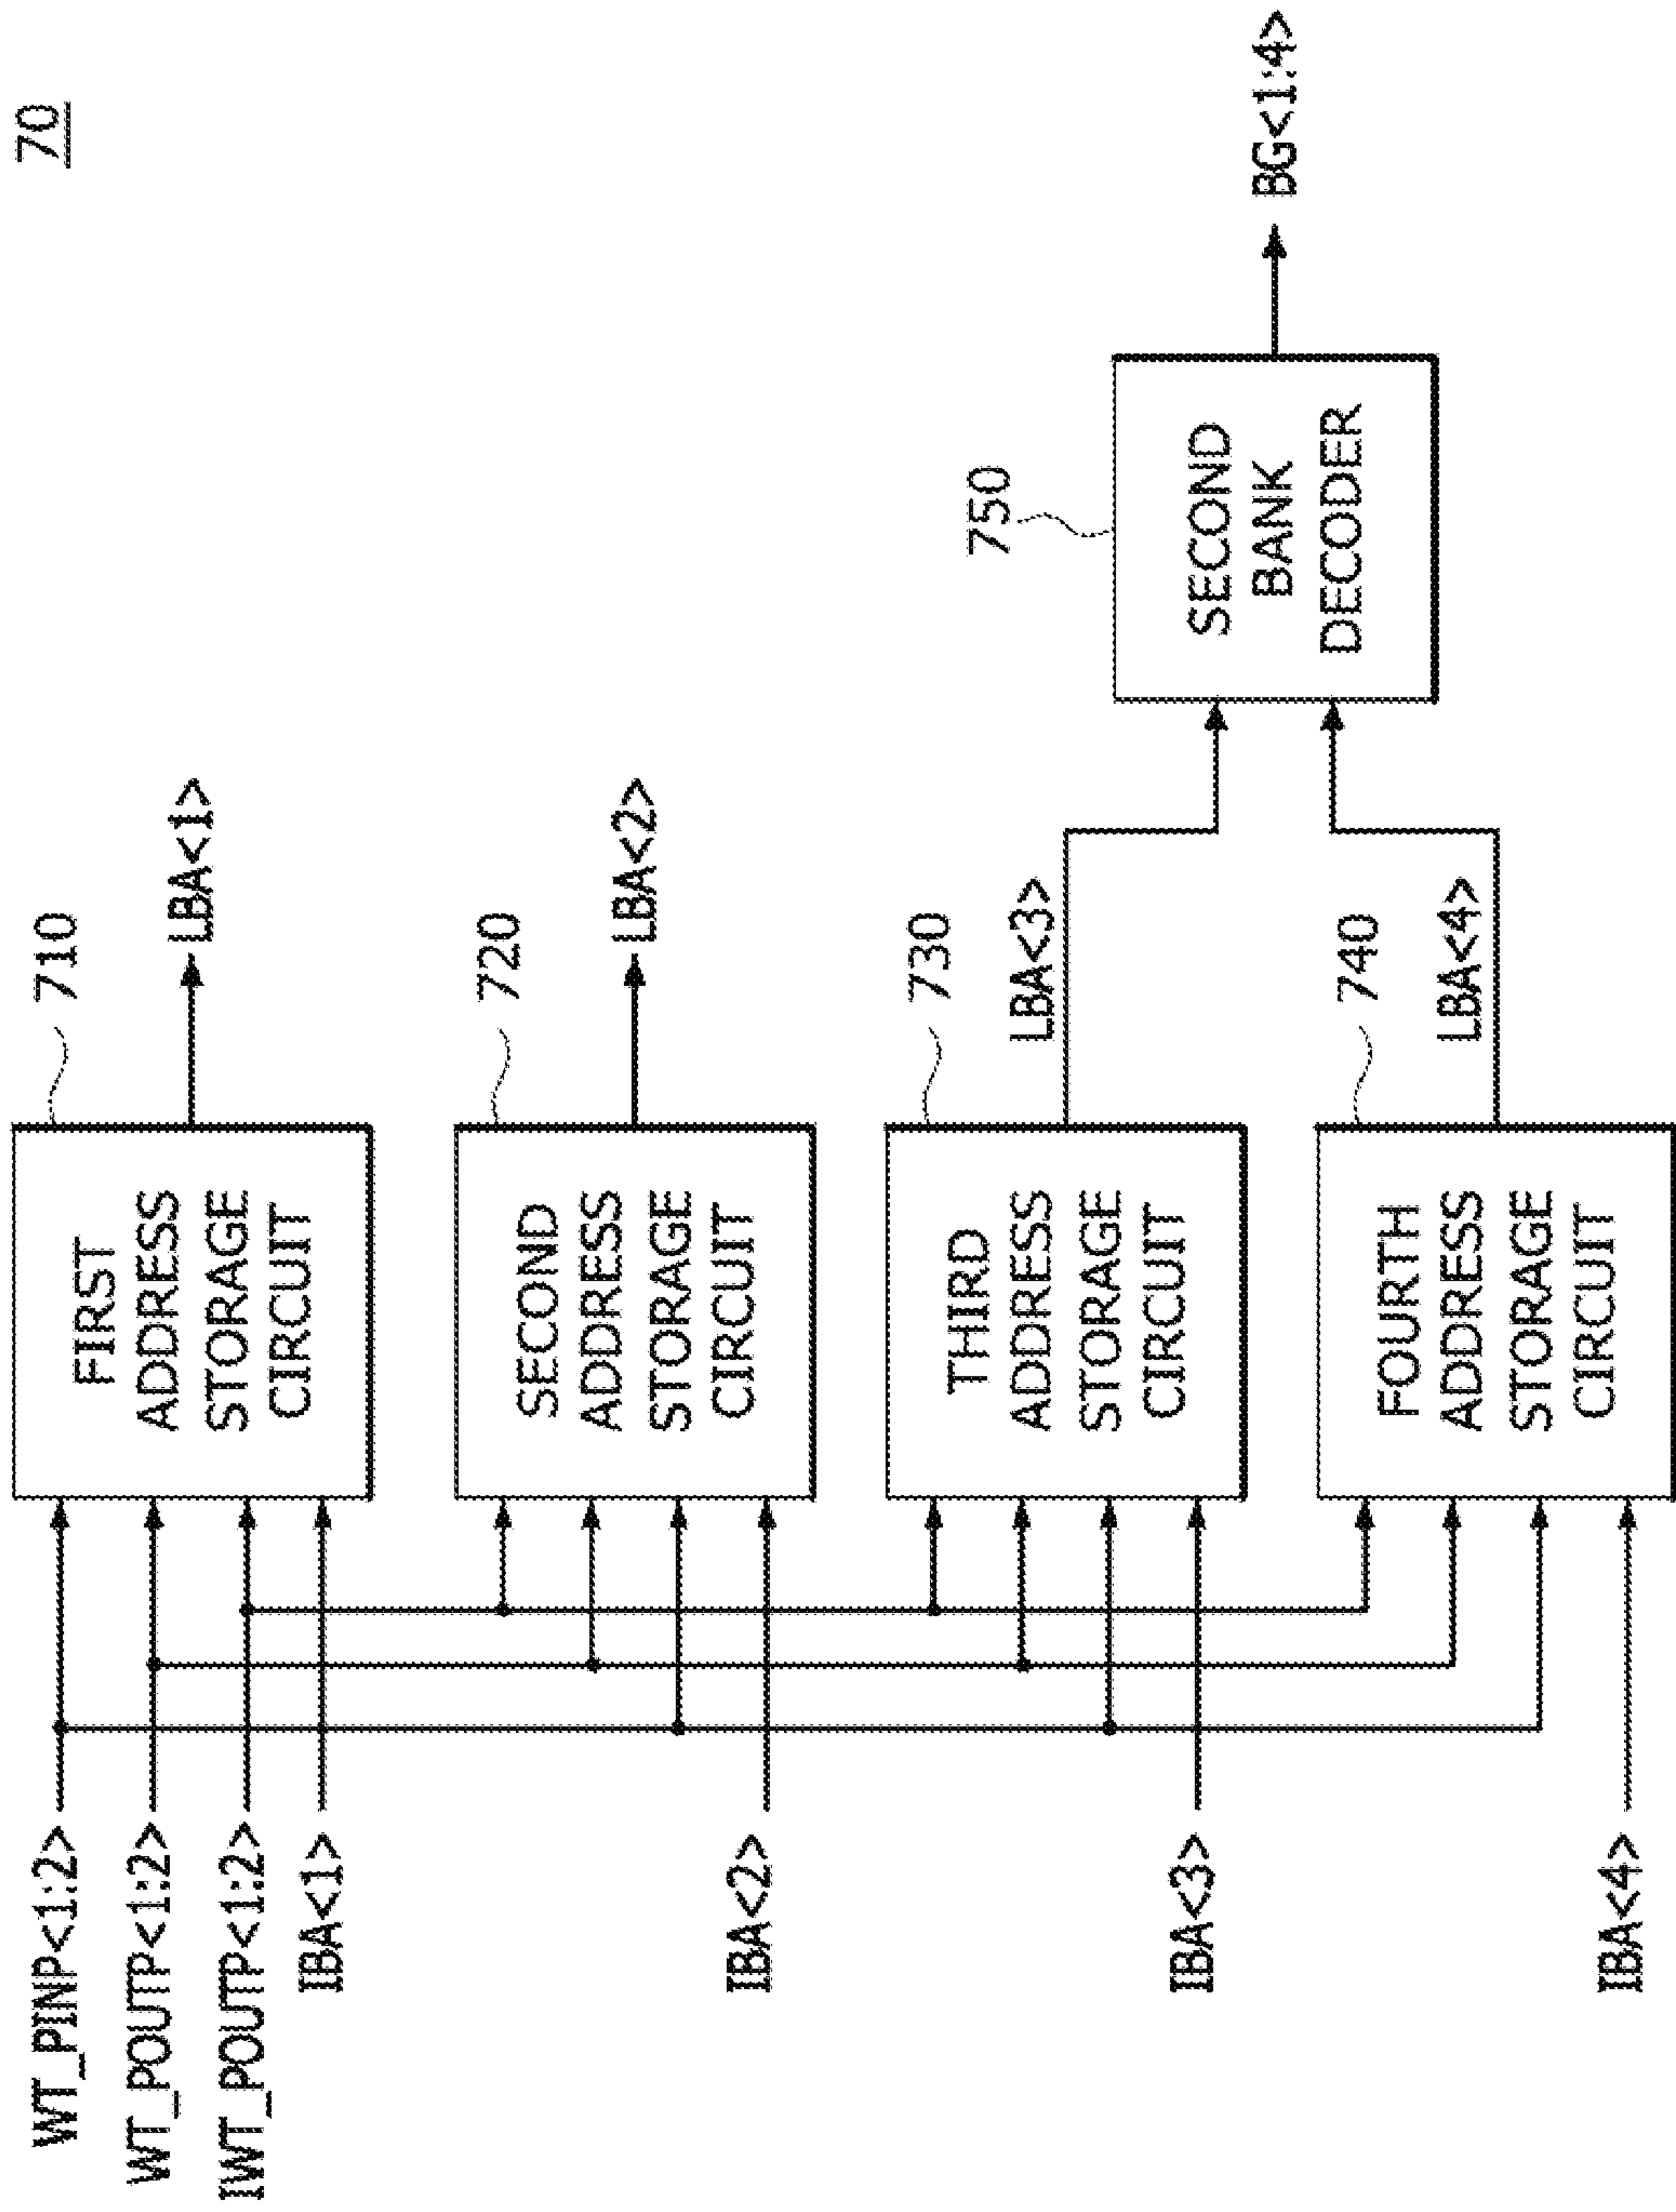 70
WT_PINP<1:2>
WT_POUTP<1:2>
IWT_POUTP<1:2>
IBA<1>
FIRST
ADDRESS
STORAGE
CIRCUIT
710
LBA<1>
IBA<2>
SECOND
ADDRESS
STORAGE
CIRCUIT
720
LBA<2>
IBA<3>
THIRD
ADDRESS
STORAGE
CIRCUIT
730
LBA<3>
IBA<4>
FOURTH
ADDRESS
STORAGE
CIRCUIT
740
LBA<4>
750
SECOND
BANK
DECODER
BG<1:4>